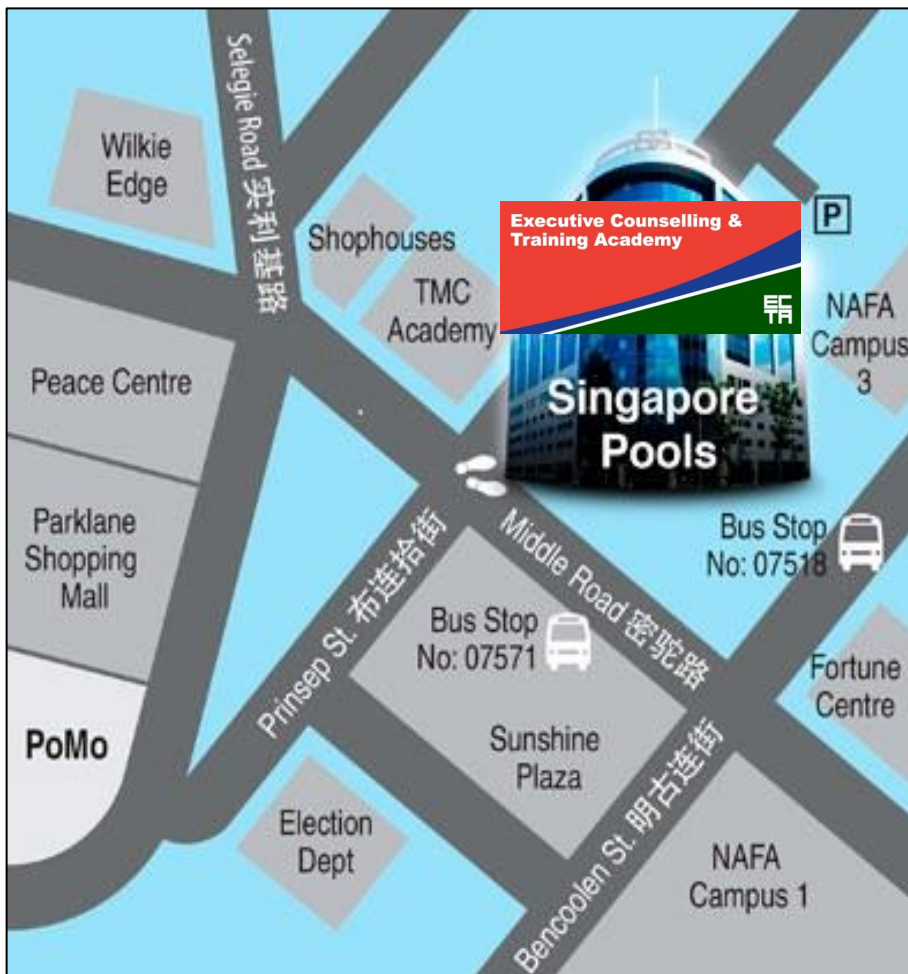 Selegie Road 实利基路
Wilkie
Edge
Shophouses
TMC
Academy
Executive Counselling &
Training Academy
EC
TA
P
NAFA
Campus
3
Peace Centre
Singapore
Pools
Parklane
Shopping
Mall
Prinsep St. 布连拾街
Middle Road 密驼路
Bus Stop
No: 07518
Bus Stop
No: 07571
Fortune
Centre
PoMo
Sunshine
Plaza
Election
Dept
Bencoolen St. 明古连街
NAFA
Campus 1